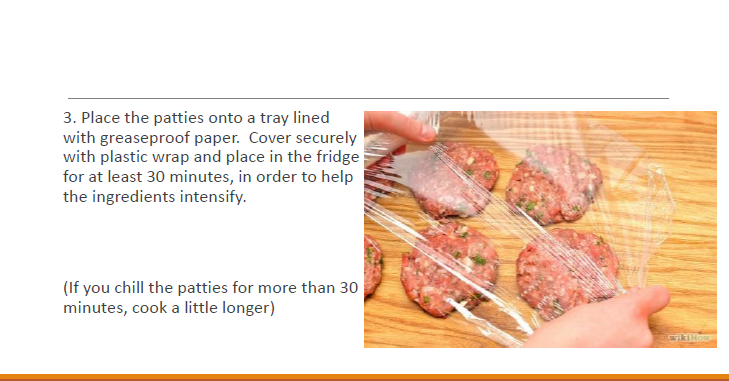 3. Place the patties onto a tray lined
with greaseproof paper.  Cover securely
with plastic wrap and place in the fridge
for at least 30 minutes, in order to help
the ingredients intensify.
(If you chill the patties for more than 30
minutes, cook a little longer)
wikiHow